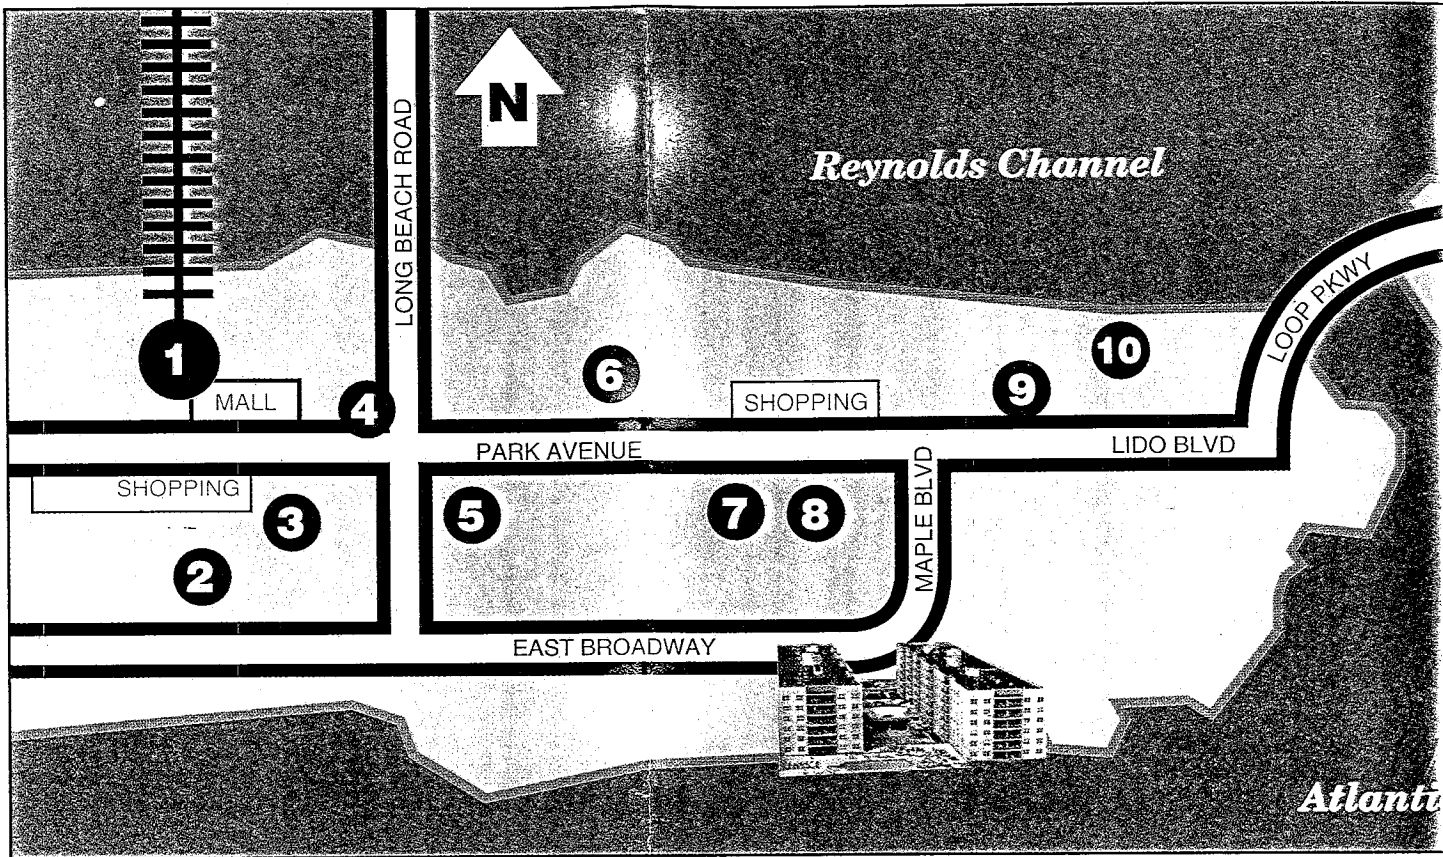 N
LONG BEACH ROAD
Reynolds Channel
LOOP PKWY
1
MALL
4
6
SHOPPING
9
10
PARK AVENUE
LIDO BLVD
SHOPPING
3
2
5
7
8
MAPLE BLVD
EAST BROADWAY
Atlanti